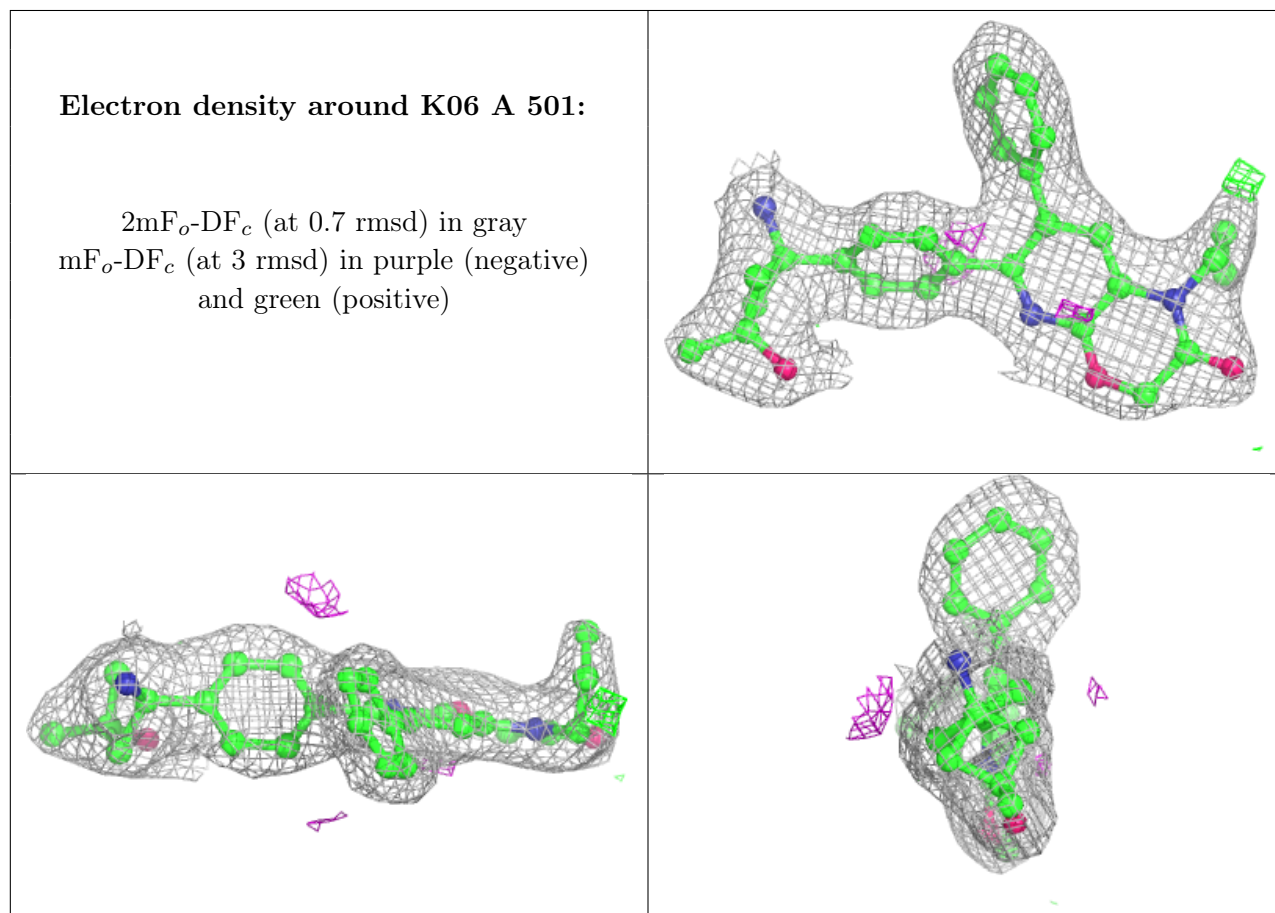 Electron density around K06 A 501:
2mFo-DFc (at 0.7 rmsd) in gray
mFo-DFc (at 3 rmsd) in purple (negative)
and green (positive)